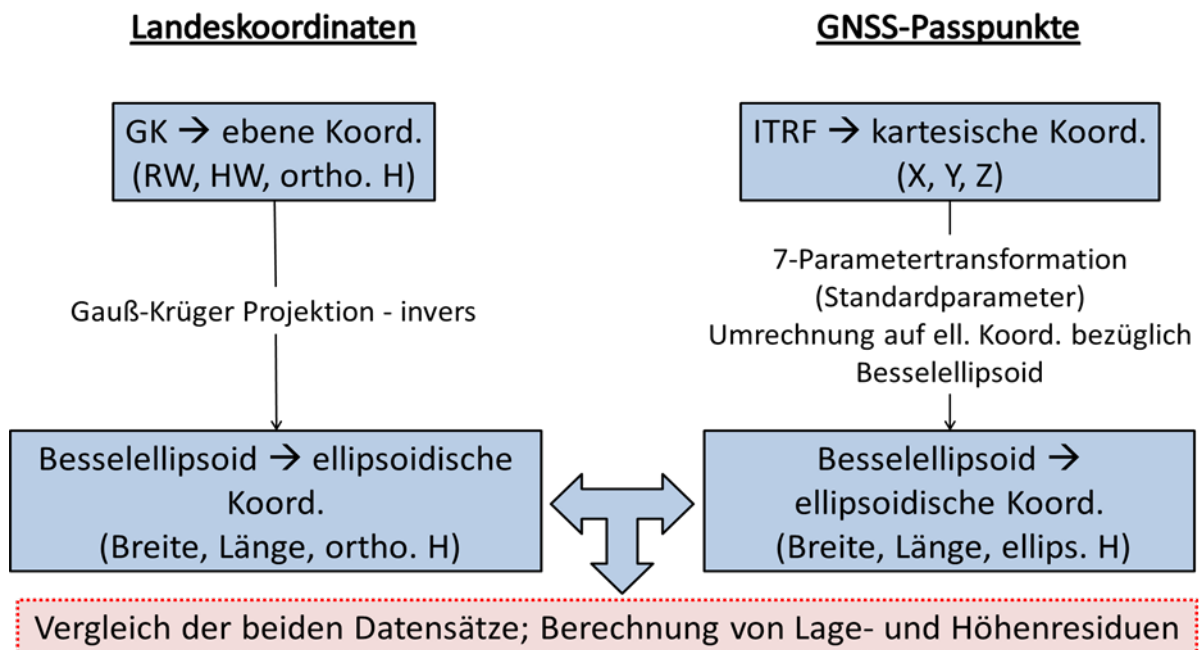 Landeskoordinaten
GK → ebene Koord.
(RW, HW, ortho. H)
Gauß-Krüger Projektion - invers
Besselellipsoid → ellipsoidische
Koord.
(Breite, Länge, ortho. H)
GNSS-Passpunkte
ITRF → kartesische Koord.
(X, Y, Z)
7-Parametertransformation
(Standardparameter)
Umrechnung auf ell. Koord. bezüglich
Besselellipsoid
Besselellipsoid →
ellipsoidische Koord.
(Breite, Länge, ellips. H)
Vergleich der beiden Datensätze; Berechnung von Lage- und Höhenresiduen